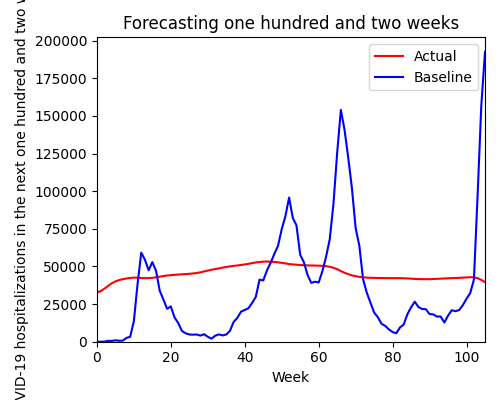 Forecasting one hundred and two weeks
VID-19 hospitalizations in the next one hundred and two
200000
175000
150000
125000
100000
75000
50000
25000
0
Actual
Baseline
0 20 40 60 80 100
Week